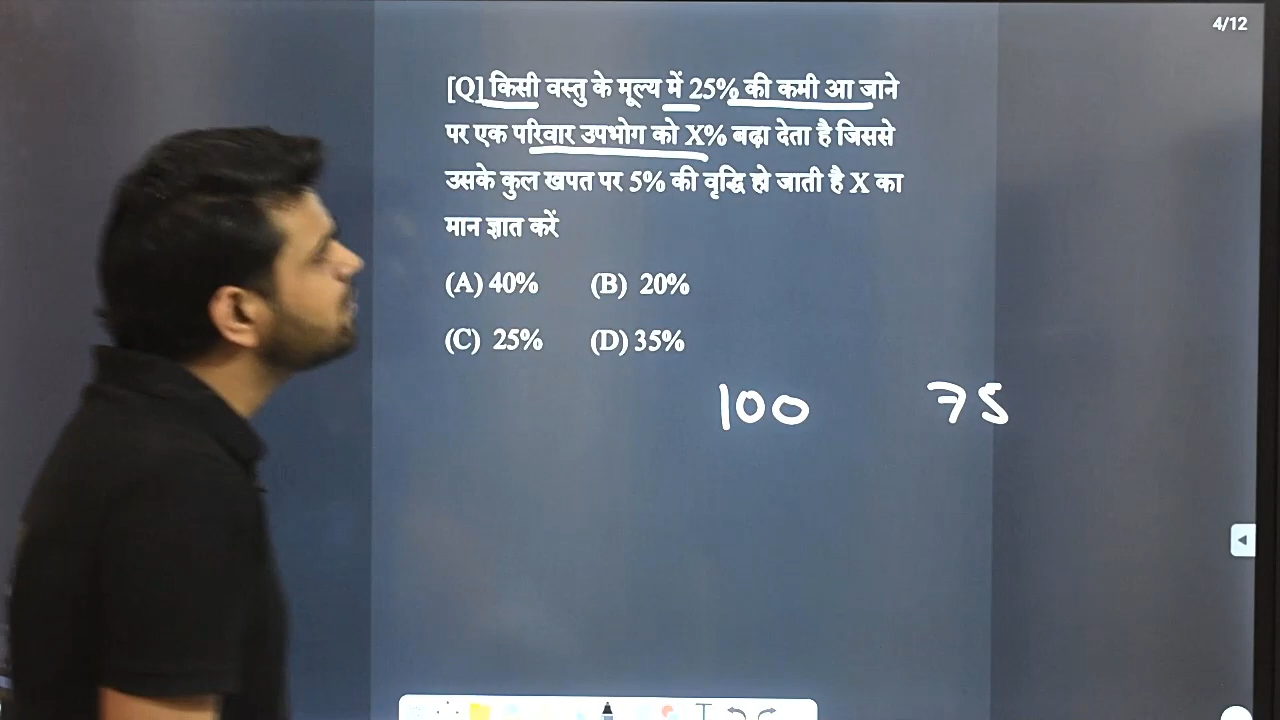 4/12
[Q] किसी वस्तु के मूल्य में 25% की कमी आ जाने
पर एक परिवार उपभोग को X% बढ़ा देता है जिससे
उसके कुल खपत पर 5% की वृद्धि हो जाती है X का
मान ज्ञात करें
(A) 40% (B) 20%
(C) 25% (D) 35%
100 75